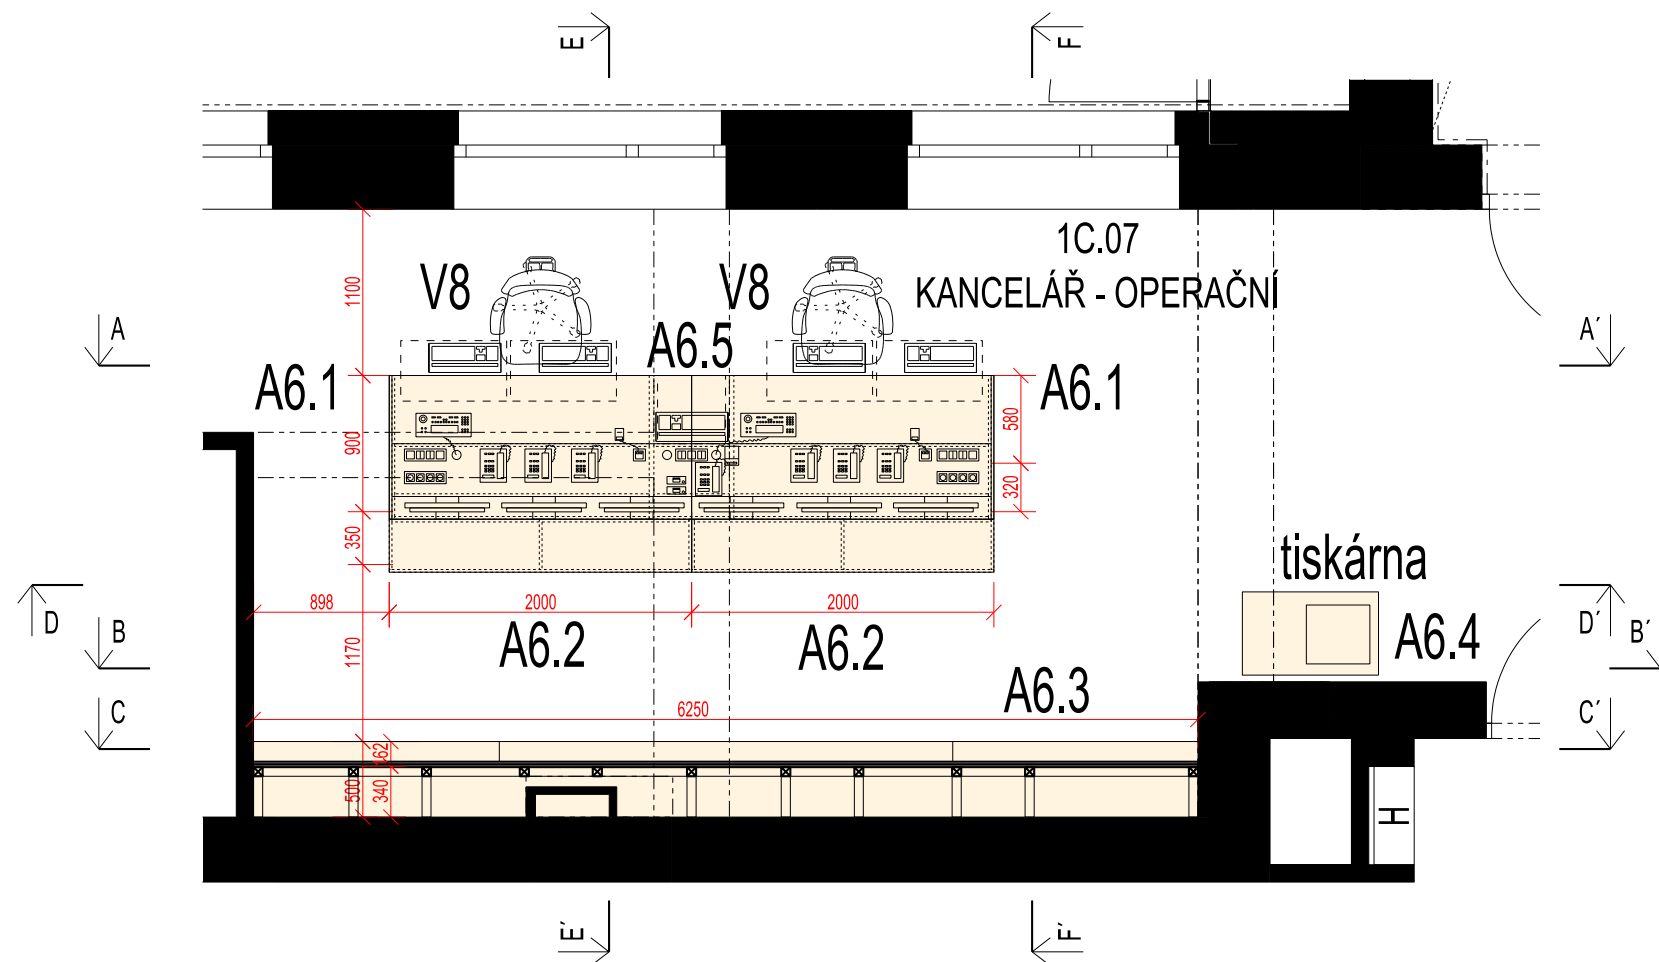 E
F
1C.07
KANCELÁŘ - OPERAČNÍ
V8
V8
1100
A
A6.5
A´
A6.1
A6.1
580
900
320
350
tiskárna
898
2000
2000
D
B
A6.2
A6.2
1170
A6.4
D´
B´
A6.3
C
6250
C´
162
500
340
H
E´
F´